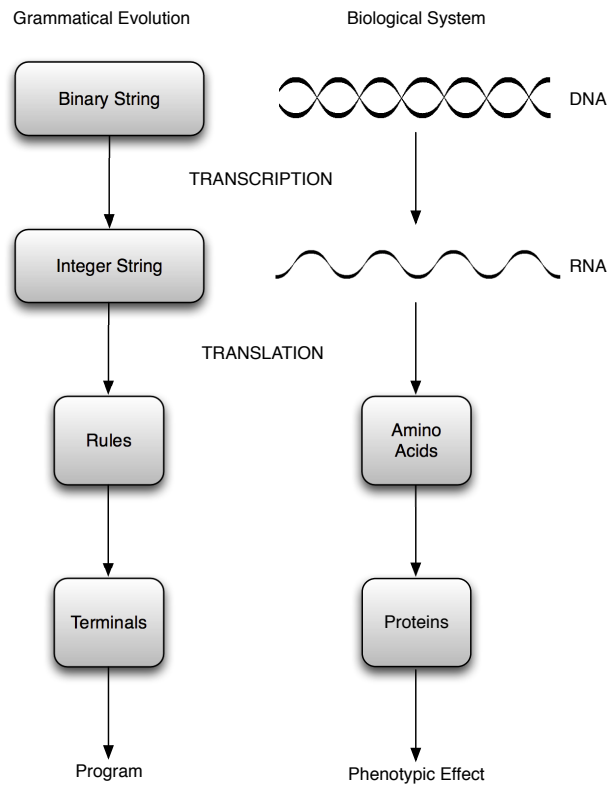 Grammatical Evolution
Biological System
Binary String
DNA
TRANSCRIPTION
Integer String
RNA
TRANSLATION
Rules
Amino
Acids
Terminals
Proteins
Program
Phenotypic Effect